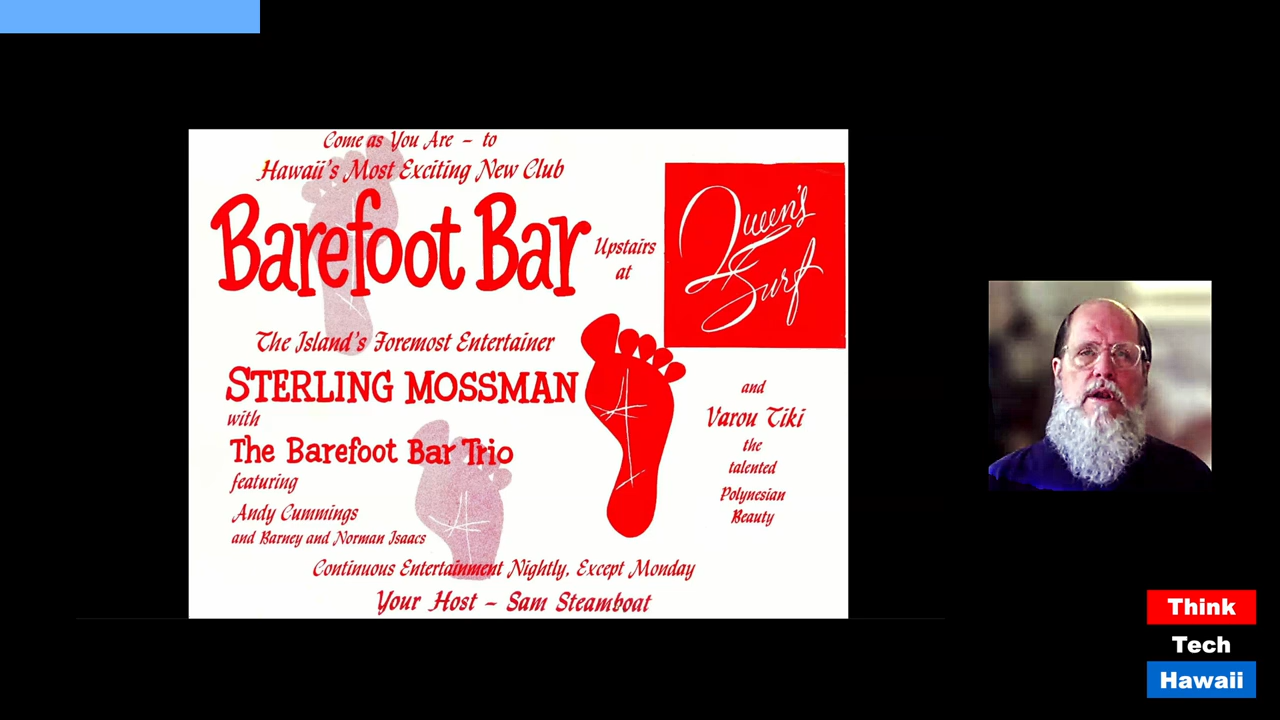 Come as You Are – to
Hawaii's Most Exciting New Club
Barefoot Bar
Upstairs
at
Queen's
Surf
The Island's Foremost Entertainer
STERLING MOSSMAN
with
The Barefoot Bar Trio
featuring
Andy Cummings
and Barney and Norman Isaacs
and
Varou Tiki
the
talented
Polynesian
Beauty
Continuous Entertainment Nightly, Except Monday
Your Host – Sam Steamboat
Think
Tech
Hawaii